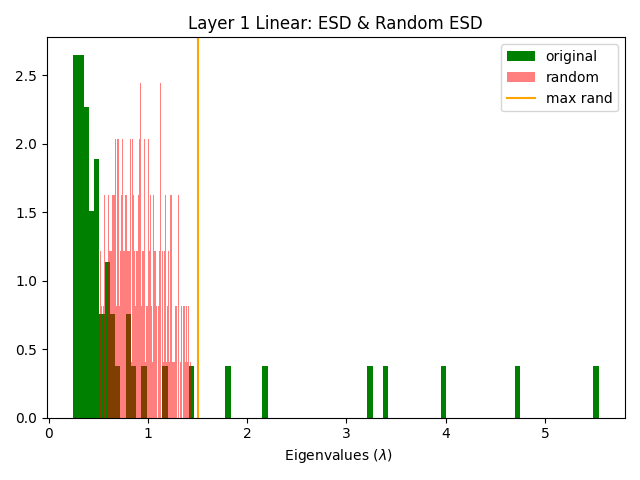 Layer 1 Linear: ESD & Random ESD
original
random
max rand
2.5
2.0
1.5
1.0
0.5
0.0
0 1 2 3 4 5
Eigenvalues (λ)